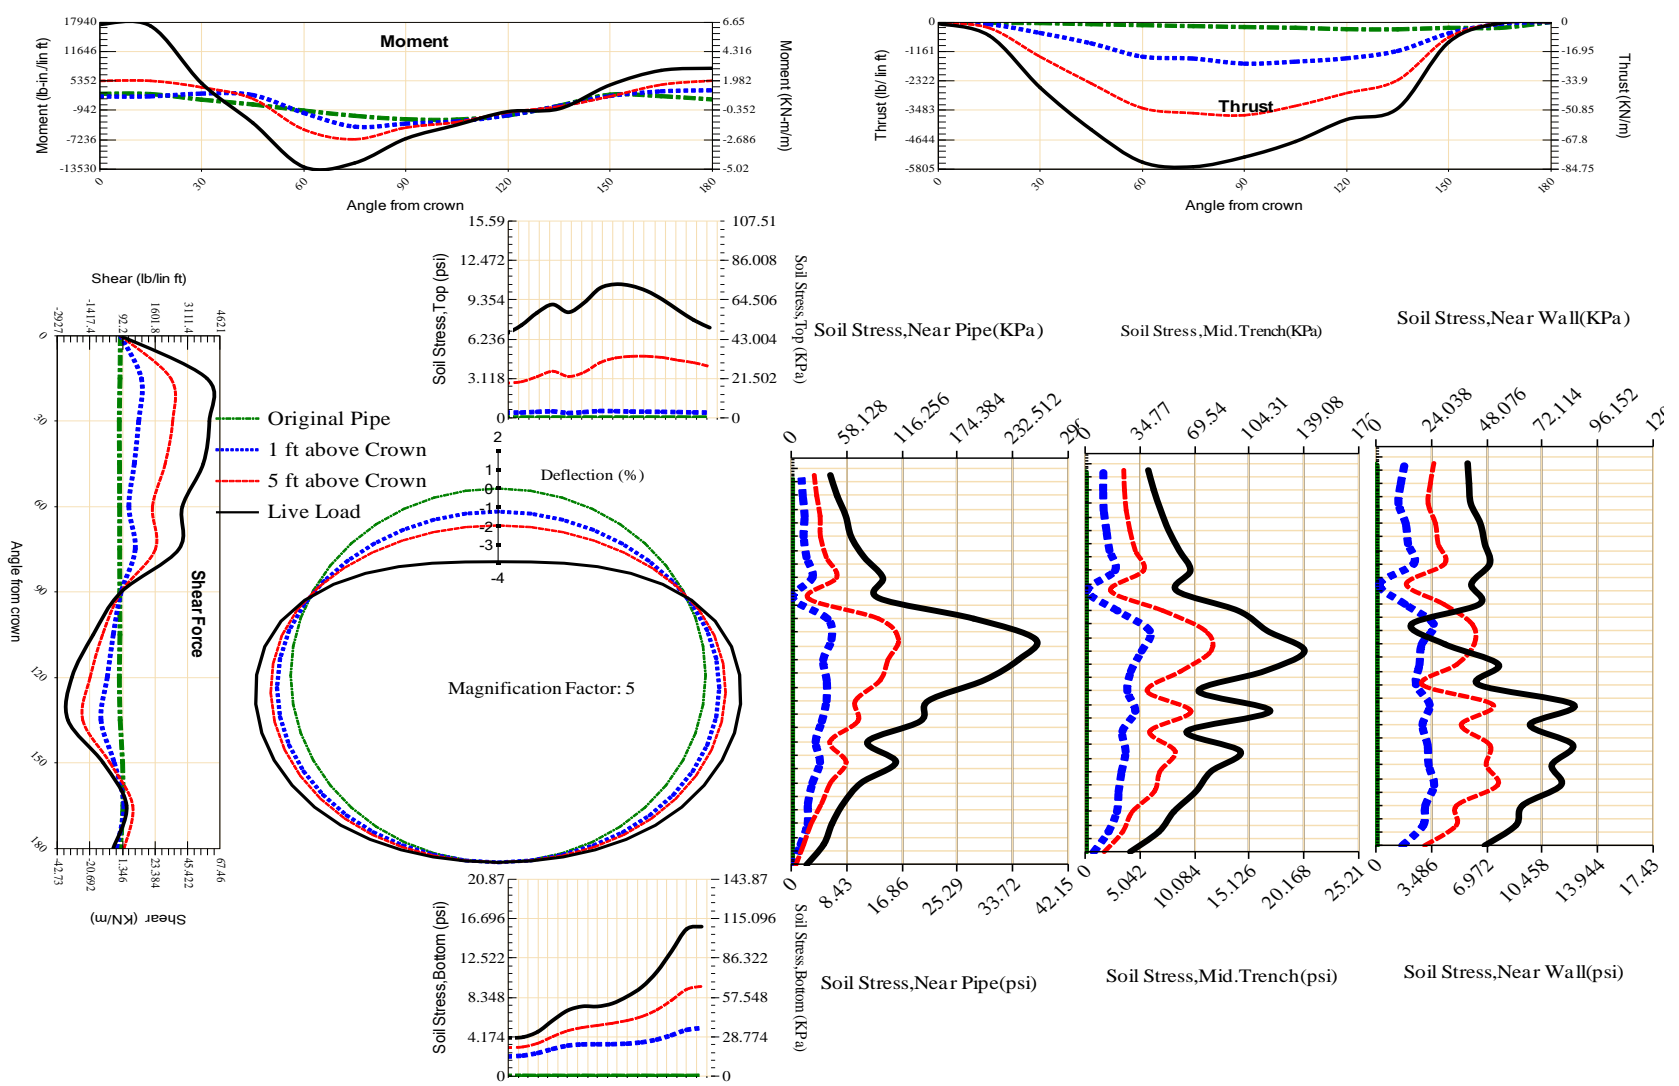 Moment
Moment (lb-in./lin ft)
17940
11646
5352
-942
-7236
-13530
6.65
4.316
1.982
-0.352
-2.686
-5.02
Moment (KN-m/m)
0 30 60 90 120 150 180
Angle from crown
Thrust
Thrust (lb/ lin ft)
0
-1161
-2322
-3483
-4644
-5805
0
-16.95
-33.9
-50.85
-67.8
-84.75
Thrust (KN/m)
0 30 60 90 120 150 180
Angle from crown
Shear (lb/lin ft)
-2927 -1417.4 92.2 1601.8 3111.4 4621
0
30
60
90
120
150
180
Angle from crown
Shear Force
-42.73 -20.692 1.346 23.384 45.422 67.46
Shear (KN/m)
Original Pipe
1 ft above Crown
5 ft above Crown
Live Load
Soil Stress,Top (psi)
15.59
12.472
9.354
6.236
3.118
0
107.51
86.008
64.506
43.004
21.502
0
Soil Stress,Top (KPa)
2
1
0
-1
-2
-3
-4
Deflection (%)
Magnification Factor: 5
Soil Stress,Bottom (psi)
20.87
16.696
12.522
8.348
4.174
0
143.87
115.096
86.322
57.548
28.774
0
Soil Stress,Bottom (KPa)
Soil Stress,Near Pipe(KPa)
0 58.128 116.256 174.384 232.512
0 8.43 16.86 25.29 33.72 42.15
Soil Stress,Near Pipe(psi)
Soil Stress,Mid.Trench(KPa)
0 34.77 69.54 104.31 139.08
0 5.042 10.084 15.126 20.168 25.21
Soil Stress,Mid.Trench(psi)
Soil Stress,Near Wall(KPa)
0 24.038 48.076 72.114 96.152
0 3.486 6.972 10.458 13.944 17.43
Soil Stress,Near Wall(psi)